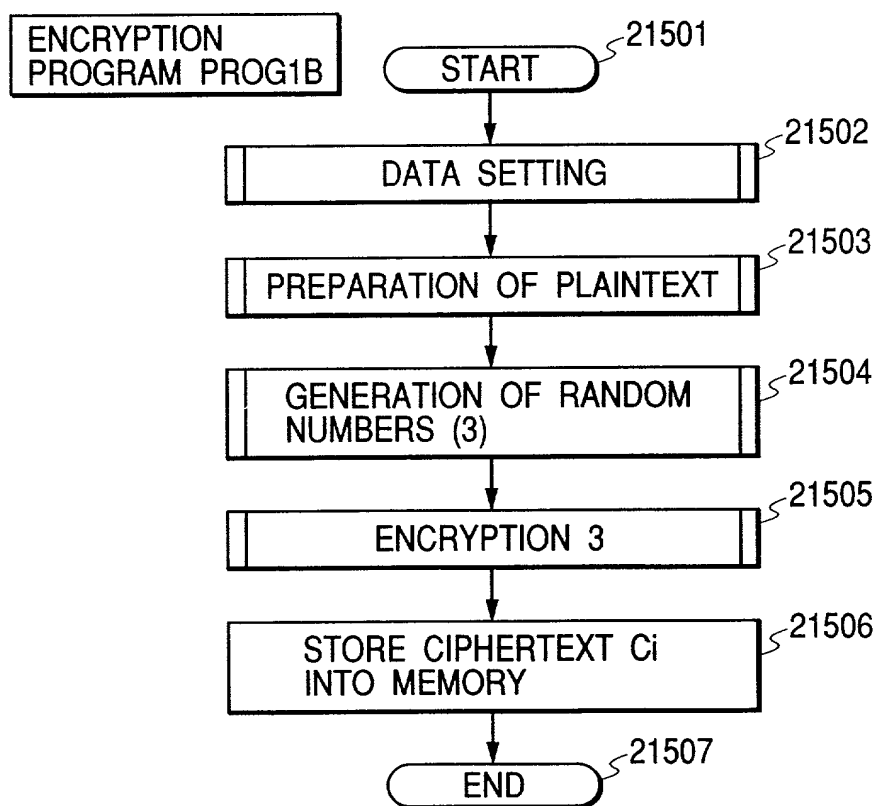 ENCRYPTION
PROGRAM PROG1B
START
21501
DATA SETTING
21502
PREPARATION OF PLAINTEXT
21503
GENERATION OF RANDOM
NUMBERS (3)
21504
ENCRYPTION 3
21505
STORE CIPHERTEXT Ci
INTO MEMORY
21506
END
21507